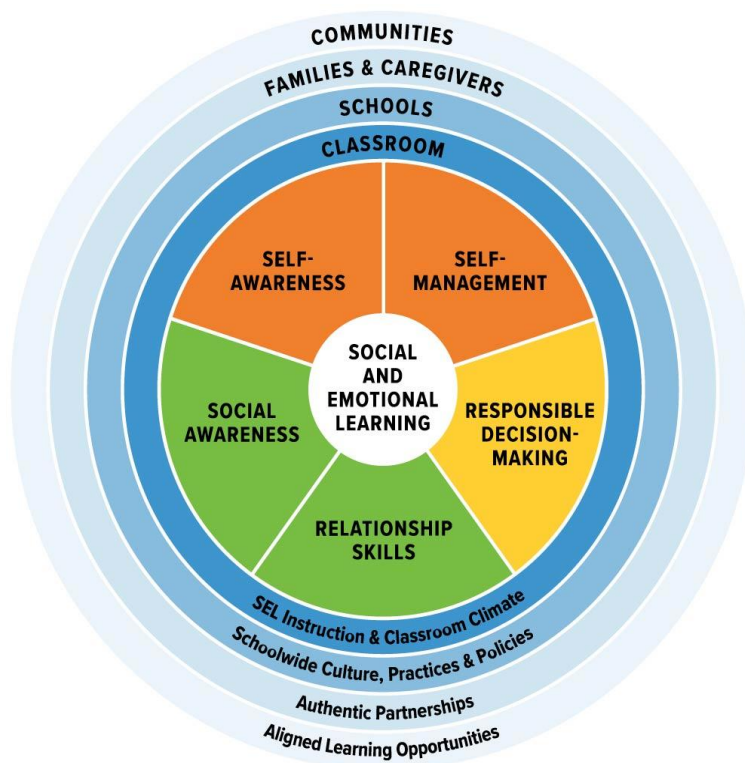 COMMUNITIES
FAMILIES & CAREGIVERS
SCHOOLS
CLASSROOM
SELF-
AWARENESS
SELF-
MANAGEMENT
SOCIAL
AND
EMOTIONAL
LEARNING
SOCIAL
AWARENESS
RESPONSIBLE
DECISION-
MAKING
RELATIONSHIP
SKILLS
SEL Instruction & Classroom Climate
Schoolwide Culture, Practices & Policies
Authentic Partnerships
Aligned Learning Opportunities